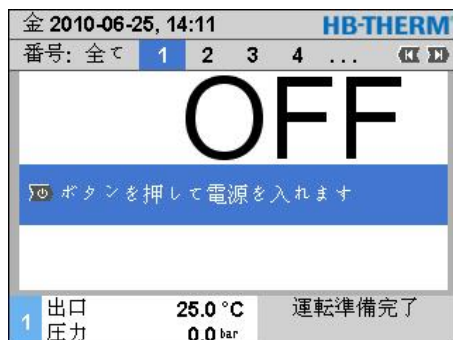 金 2010-06-25, 14:11 HB-THERM
番号: 全て 1 2 3 4 ...
OFF
ボタンを押して電源を入れます
1 出口 25.0 °C 運転準備完了
圧力 0.0 bar